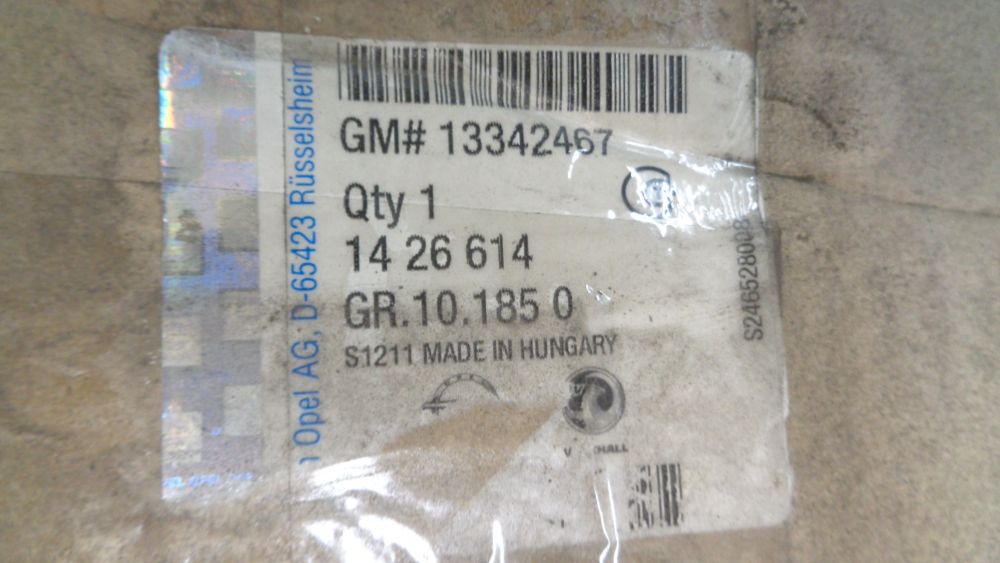 GM# 13342467
Qty 1
14 26 614
GR.10.185 0
S1211 MADE IN HUNGARY
Opel AG, D-65423 Rüsselsheim